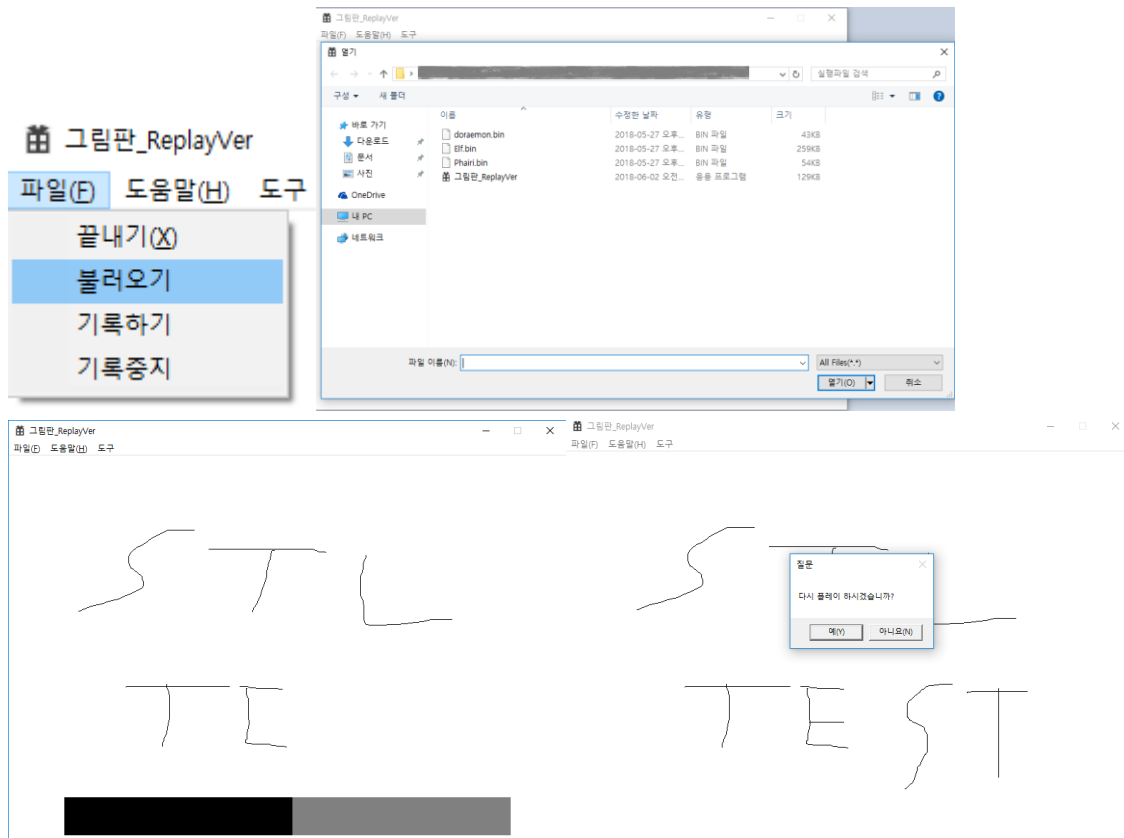 그림판_ReplayVer
파일(F) 도움말(H) 도구
끝내기(X)
불러오기
기록하기
기록중지
그림판_ReplayVer
파일(F) 도움말(H) 도구
열기
실행파일 검색
구성 새 폴더
이름 수정한 날짜 유형 크기
바로 가기
다운로드
문서
사진
OneDrive
내 PC
네트워크
doraemon.bin 2018-05-27 오후... BIN 파일 43KB
Elf.bin 2018-05-27 오후... BIN 파일 259KB
Phairi.bin 2018-05-27 오후... BIN 파일 54KB
그림판_ReplayVer 2018-06-02 오전... 응용 프로그램 129KB
파일 이름(N): All Files(*.*)
열기(O) 취소
그림판_ReplayVer
파일(F) 도움말(H) 도구
STL
TE
그림판_ReplayVer
파일(F) 도움말(H) 도구
STL
질문
다시 플레이 하시겠습니까?
예(Y) 아니요(N)
TEST